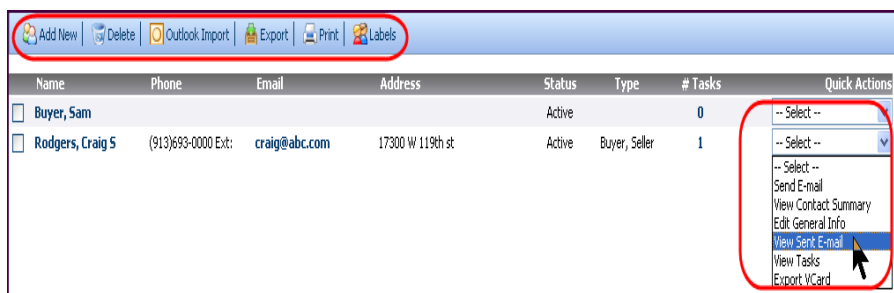 Add New | Delete | Outlook Import | Export | Print | Labels
Name Phone Email Address Status Type # Tasks Quick Actions
Buyer, Sam Active 0 -- Select --
Rodgers, Craig S (913)693-0000 Ext: craig@abc.com 17300 W 119th st Active Buyer, Seller 1 -- Select --
-- Select --
Send E-mail
View Contact Summary
Edit General Info
View Sent E-mail
View Tasks
Export VCard